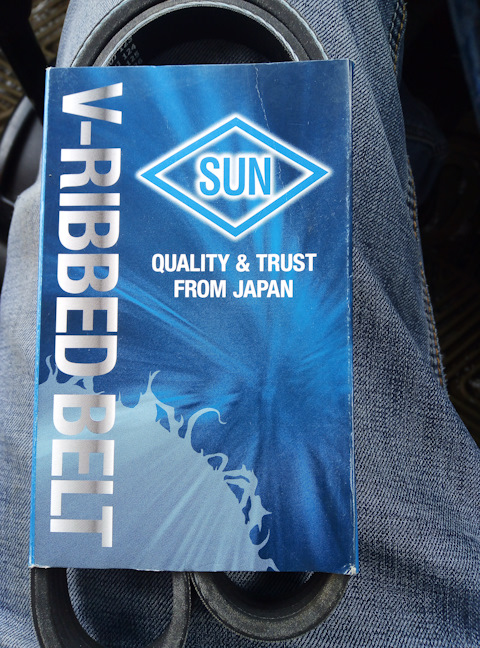 V-RIBBED BELT
SUN
QUALITY & TRUST
FROM JAPAN